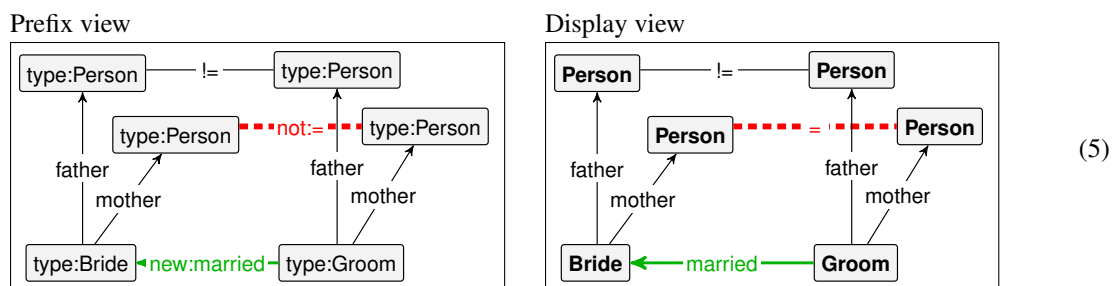 Prefix view
Display view
type:Person != type:Person
type:Person not:= type:Person
father
mother
father
mother
type:Bride new:married type:Groom
Person != Person
Person = Person
father
mother
father
mother
Bride married Groom
(5)